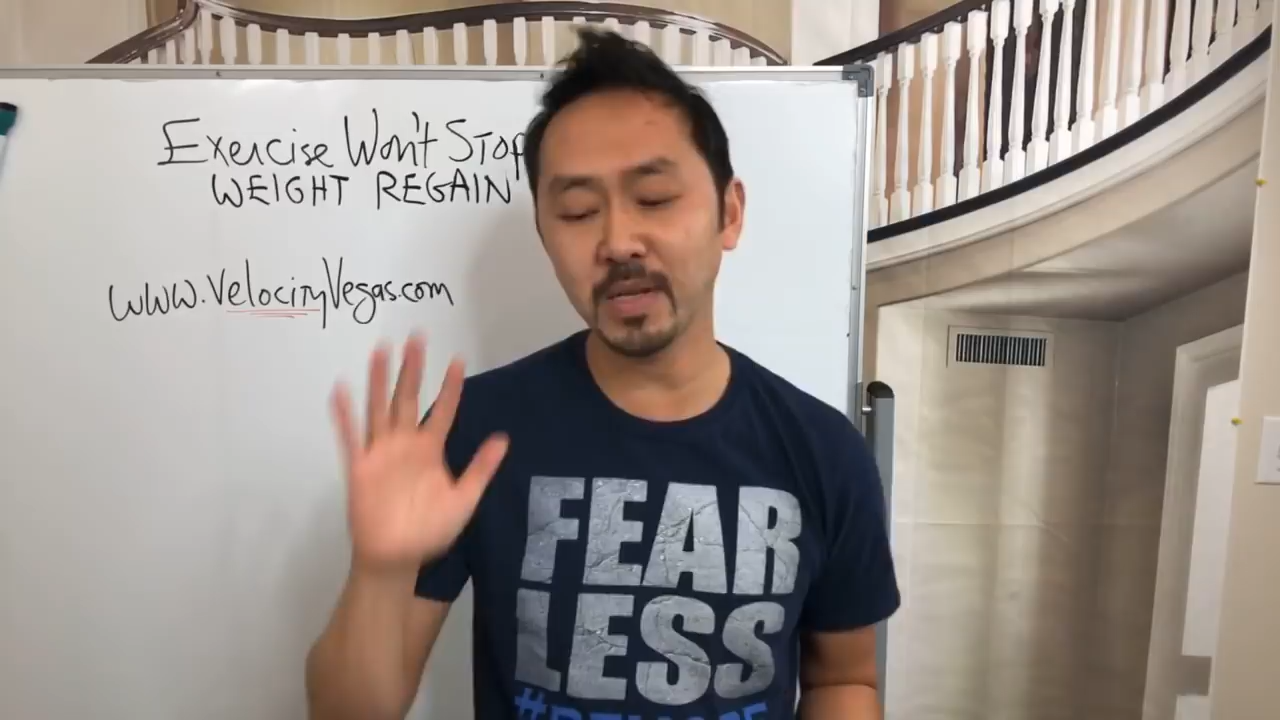 Exercise Won't Stop
WEIGHT REGAIN
www.VelocityVegas.com
FEAR
LESS